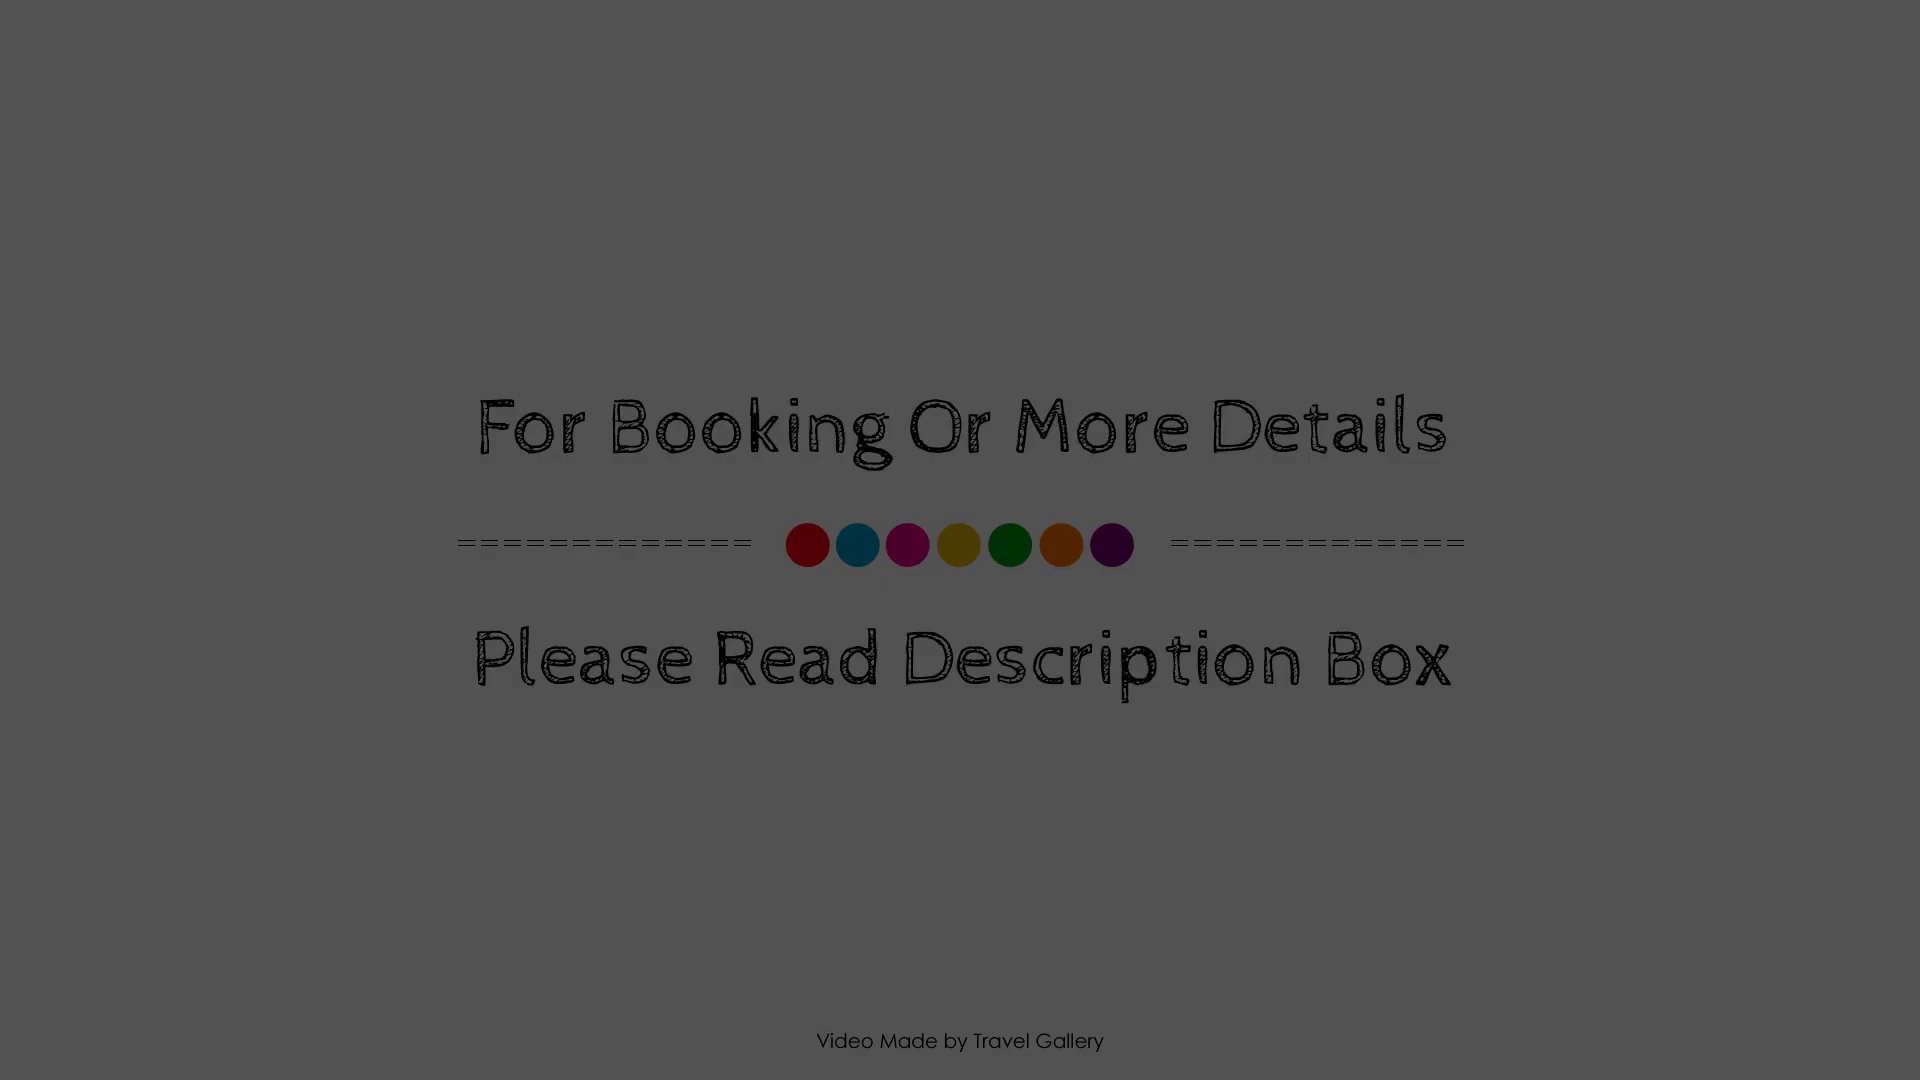 For Booking Or More Details
============= =============
Please Read Description Box
Video Made by Travel Gallery